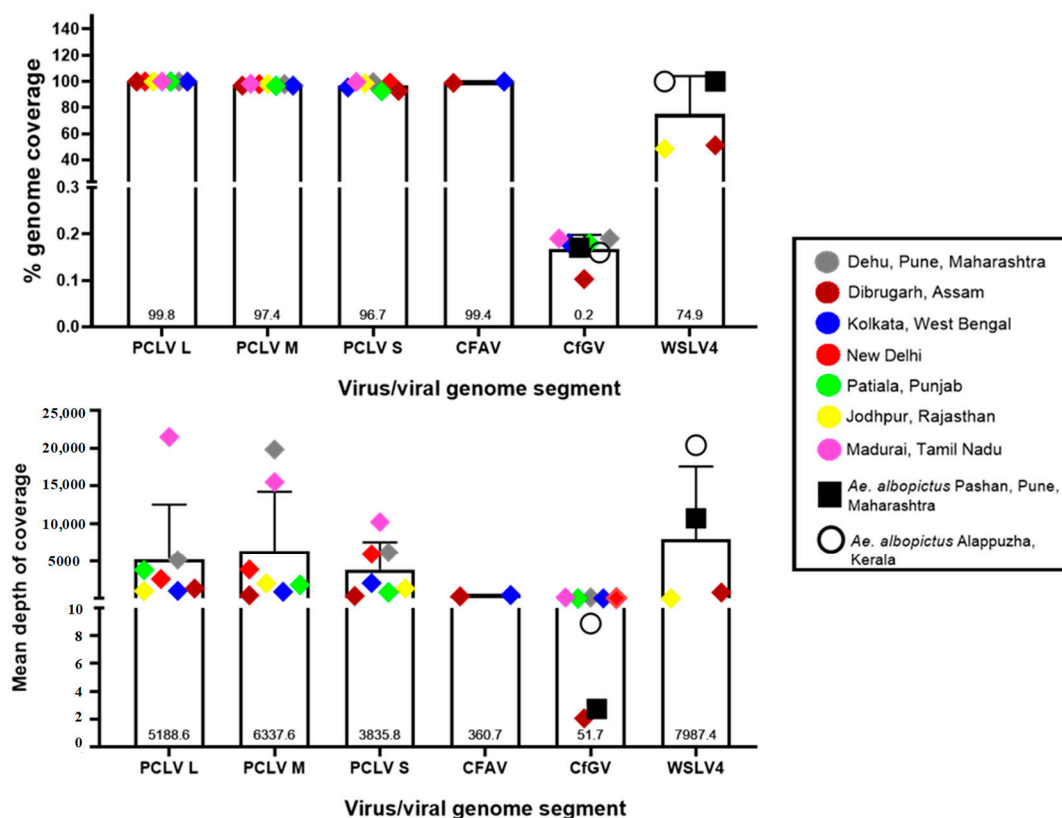 140
120
100
80
60
40
0.3
0.2
0.1
0.0
% genome coverage
99.8 97.4 96.7 99.4 0.2 74.9
PCLV L PCLV M PCLV S CFAV CfGV WSLV4
Virus/viral genome segment
25,000
20,000
15,000
10,000
5000
10
8
6
4
2
0
Mean depth of coverage
5188.6 6337.6 3835.8 360.7 51.7 7987.4
PCLV L PCLV M PCLV S CFAV CfGV WSLV4
Virus/viral genome segment
Dehu, Pune, Maharashtra
Dibrugarh, Assam
Kolkata, West Bengal
New Delhi
Patiala, Punjab
Jodhpur, Rajasthan
Madurai, Tamil Nadu
Ae. albopictus Pashan, Pune,
Maharashtra
Ae. albopictus Alappuzha,
Kerala